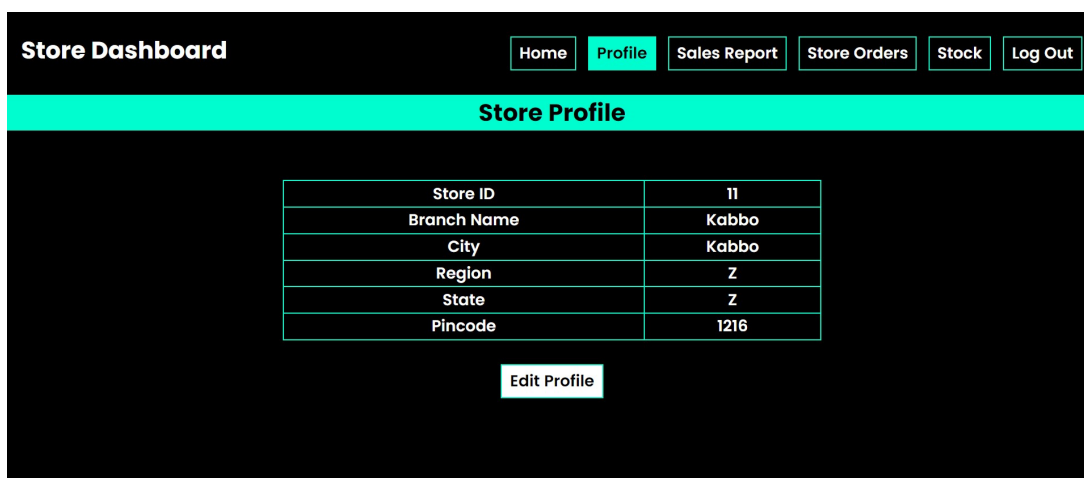 Store Dashboard Home Profile Sales Report Store Orders Stock Log Out
Store Profile
Store ID 11
Branch Name Kabbo
City Kabbo
Region Z
State Z
Pincode 1216
Edit Profile